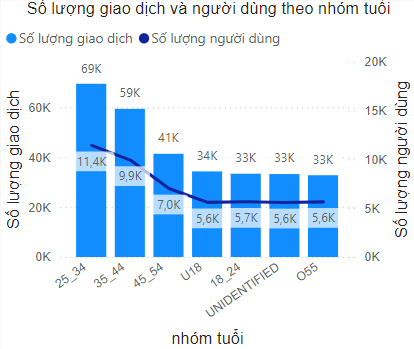 Số lượng giao dịch và người dùng theo nhóm tuổi
Số lượng giao dịch Số lượng người dùng
Số lượng giao dịch
60K
40K
20K
0K
69K
59K
41K
34K
33K
33K
33K
11,4K
9,9K
7,0K
5,6K
5,7K
5,6K
5,6K
20K
15K
10K
5K
0K
Số lượng người dùng
25_34
35_44
45_54
U18
18_24
UNIDENTIFIED
O55
nhóm tuổi